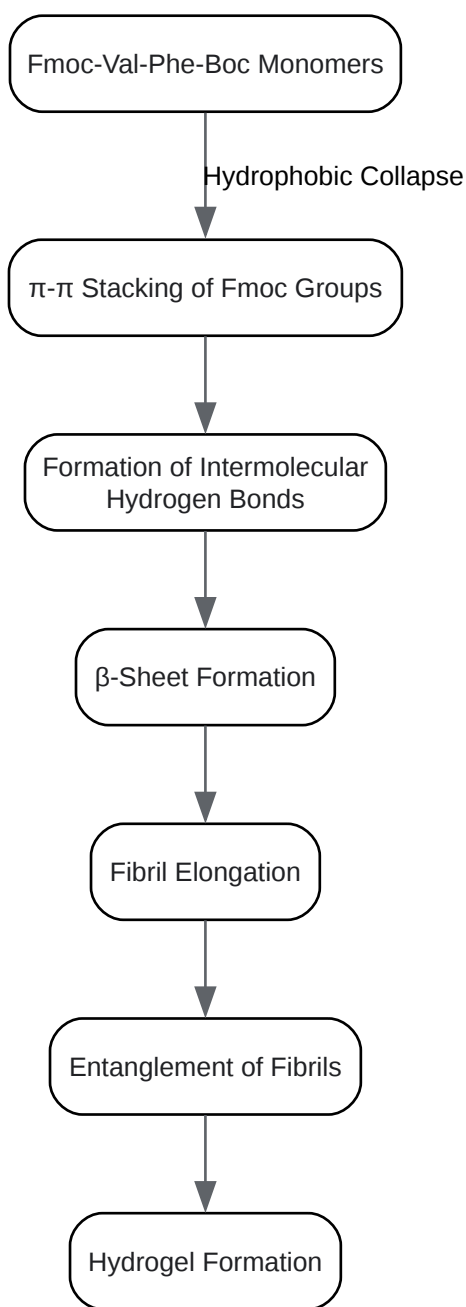 Fmoc-Val-Phe-Boc Monomers
Hydrophobic Collapse
π-π Stacking of Fmoc Groups
Formation of Intermolecular
Hydrogen Bonds
β-Sheet Formation
Fibril Elongation
Entanglement of Fibrils
Hydrogel Formation